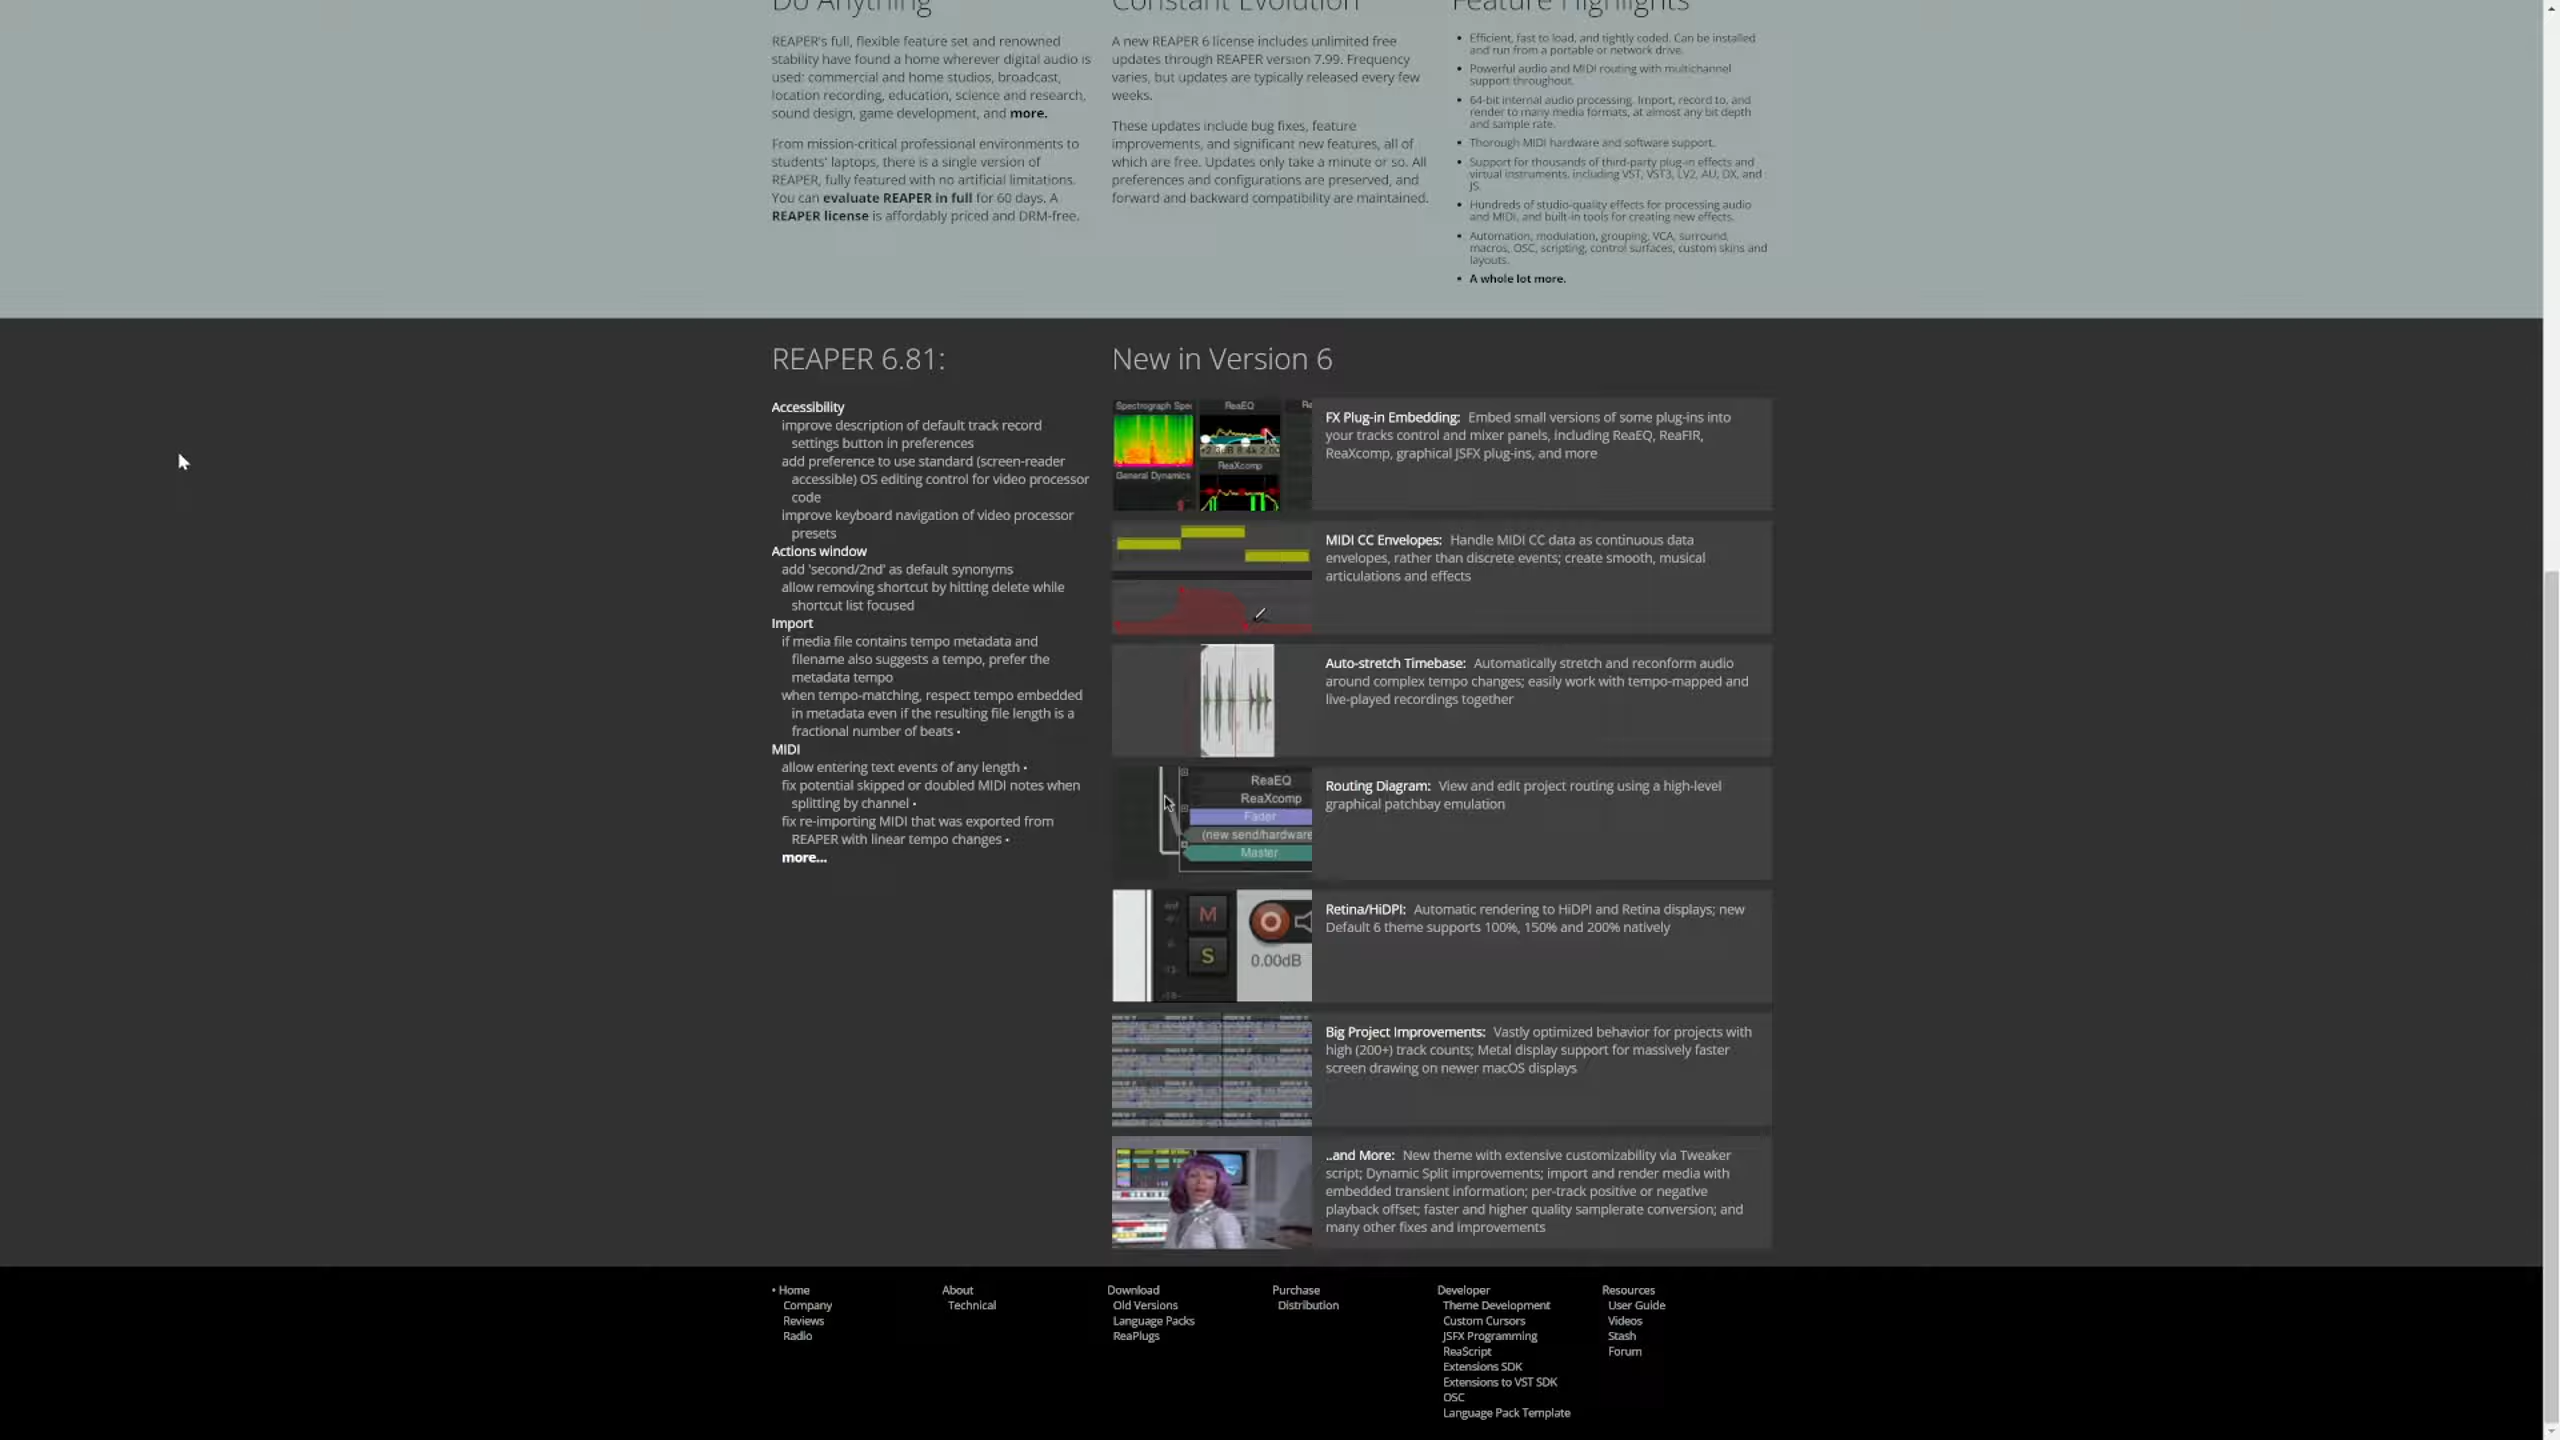 Do Anything
REAPER's full, flexible feature set and renowned
stability have found a home wherever digital audio is
used: commercial and home studios, broadcast,
location recording, education, science and research,
sound design, game development, and more.
From mission-critical professional environments to
students' laptops, there is a single version of
REAPER, fully featured with no artificial limitations.
You can evaluate REAPER in full for 60 days. A
REAPER license is affordably priced and DRM-free.
Constant Evolution
A new REAPER 6 license includes unlimited free
updates through REAPER version 7.99. Frequency
varies, but updates are typically released every few
weeks.
These updates include bug fixes, feature
improvements, and significant new features, all of
which are free. Updates only take a minute or so. All
preferences and configurations are preserved, and
forward and backward compatibility are maintained.
Feature Highlights
• Efficient, fast to load, and tightly coded. Can be installed
and run from a portable or network drive.
• Powerful audio and MIDI routing with multichannel
support throughout.
• 64-bit internal audio processing. Import, record to, and
render to many media formats, at almost any bit depth
and sample rate.
• Thorough MIDI hardware and software support.
• Support for thousands of third-party plug-in effects and
virtual instruments, including VST, VST3, LV2, AU, DX, and
JS.
• Hundreds of studio-quality effects for processing audio
and MIDI, and built-in tools for creating new effects.
• Automation, modulation, grouping, VCA, surround,
macros, OSC, scripting, control surfaces, custom skins and
layouts.
• A whole lot more.
REAPER 6.81:
Accessibility
improve description of default track record
settings button in preferences
add preference to use standard (screen-reader
accessible) OS editing control for video processor
code
improve keyboard navigation of video processor
presets
Actions window
add 'second/2nd' as default synonyms
allow removing shortcut by hitting delete while
shortcut list focused
Import
if media file contains tempo metadata and
filename also suggests a tempo, prefer the
metadata tempo
when tempo-matching, respect tempo embedded
in metadata even if the resulting file length is a
fractional number of beats •
MIDI
allow entering text events of any length •
fix potential skipped or doubled MIDI notes when
splitting by channel •
fix re-importing MIDI that was exported from
REAPER with linear tempo changes •
more...
New in Version 6
Spectrograph Spe
ReaEQ
Re
ReaXcomp
General Dynamics
FX Plug-in Embedding: Embed small versions of some plug-ins into
your tracks control and mixer panels, including ReaEQ, ReaFIR,
ReaXcomp, graphical JSFX plug-ins, and more
MIDI CC Envelopes: Handle MIDI CC data as continuous data
envelopes, rather than discrete events; create smooth, musical
articulations and effects
Auto-stretch Timebase: Automatically stretch and reconform audio
around complex tempo changes; easily work with tempo-mapped and
live-played recordings together
ReaEQ
ReaXcomp
Fader
(new send/hardware
Master
Routing Diagram: View and edit project routing using a high-level
graphical patchbay emulation
M
S
0.00dB
Retina/HiDPI: Automatic rendering to HiDPI and Retina displays; new
Default 6 theme supports 100%, 150% and 200% natively
Big Project Improvements: Vastly optimized behavior for projects with
high (200+) track counts; Metal display support for massively faster
screen drawing on newer macOS displays
..and More: New theme with extensive customizability via Tweaker
script; Dynamic Split improvements; import and render media with
embedded transient information; per-track positive or negative
playback offset; faster and higher quality samplerate conversion; and
many other fixes and improvements
• Home
Company
Reviews
Radio
About
Technical
Download
Old Versions
Language Packs
ReaPlugs
Purchase
Distribution
Developer
Theme Development
Custom Cursors
JSFX Programming
ReaScript
Extensions SDK
Extensions to VST SDK
OSC
Language Pack Template
Resources
User Guide
Videos
Stash
Forum